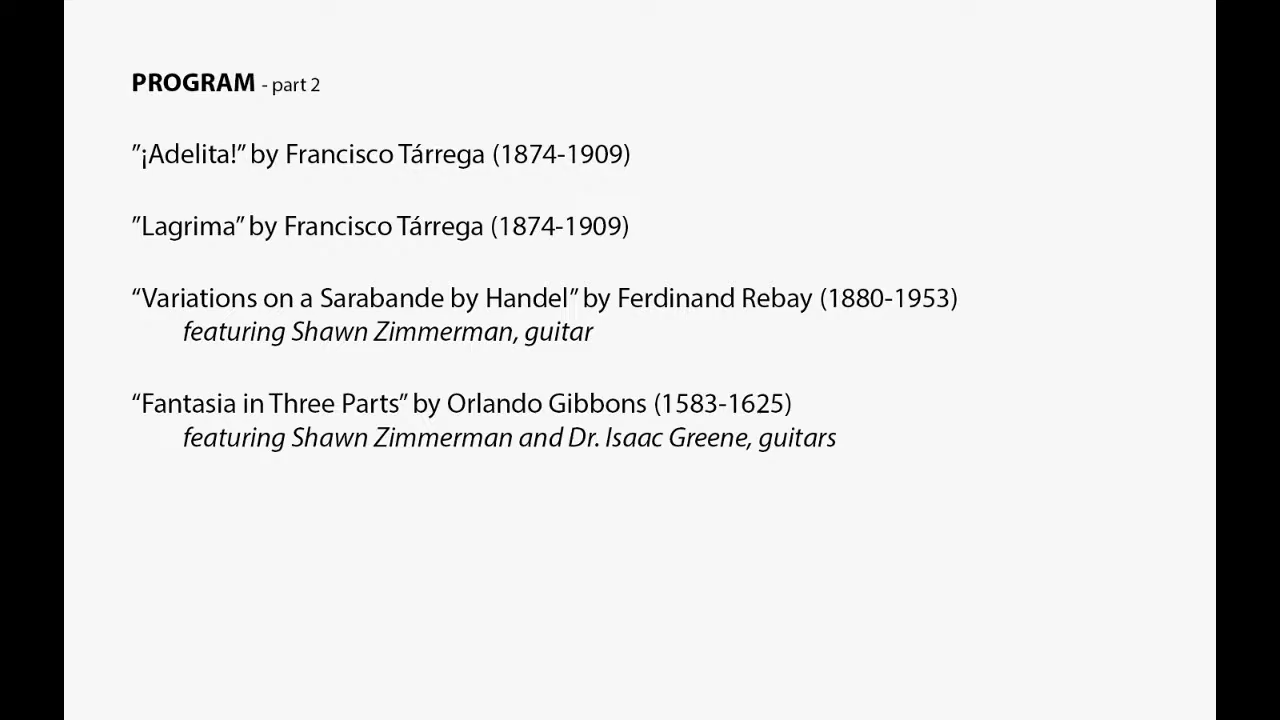 PROGRAM - part 2
”¡Adelita!” by Francisco Tárrega (1874-1909)
”Lagrima” by Francisco Tárrega (1874-1909)
“Variations on a Sarabande by Handel” by Ferdinand Rebay (1880-1953)
featuring Shawn Zimmerman, guitar
“Fantasia in Three Parts” by Orlando Gibbons (1583-1625)
featuring Shawn Zimmerman and Dr. Isaac Greene, guitars